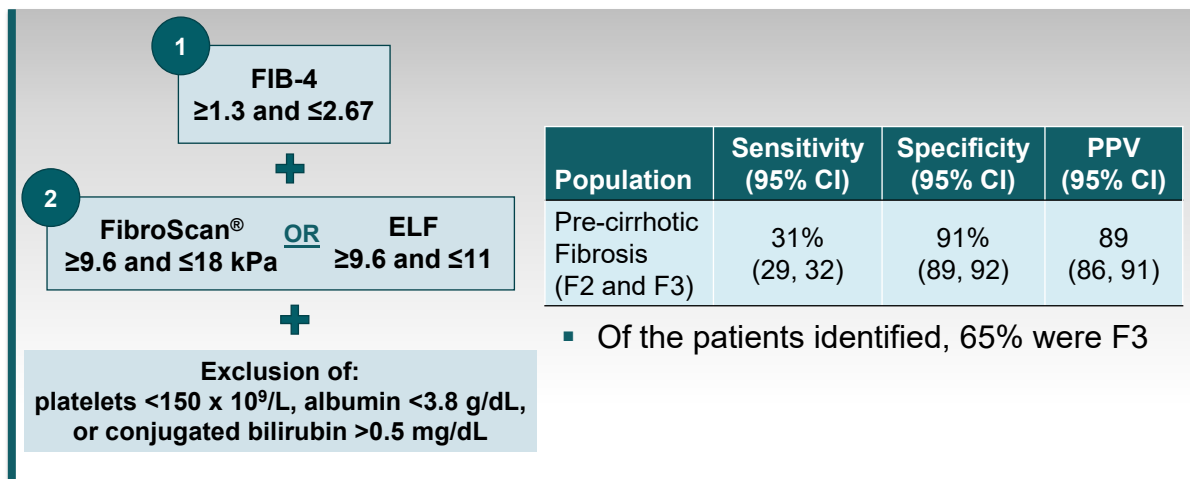 1
FIB-4
≥1.3 and ≤2.67
2
FibroScan® OR ELF
≥9.6 and ≤18 kPa ≥9.6 and ≤11
Exclusion of:
platelets <150 x 10⁹/L, albumin <3.8 g/dL,
or conjugated bilirubin >0.5 mg/dL
Population Sensitivity (95% CI) Specificity (95% CI) PPV (95% CI)
Pre-cirrhotic
Fibrosis
(F2 and F3)
31%
(29, 32)
91%
(89, 92)
89
(86, 91)
▪ Of the patients identified, 65% were F3